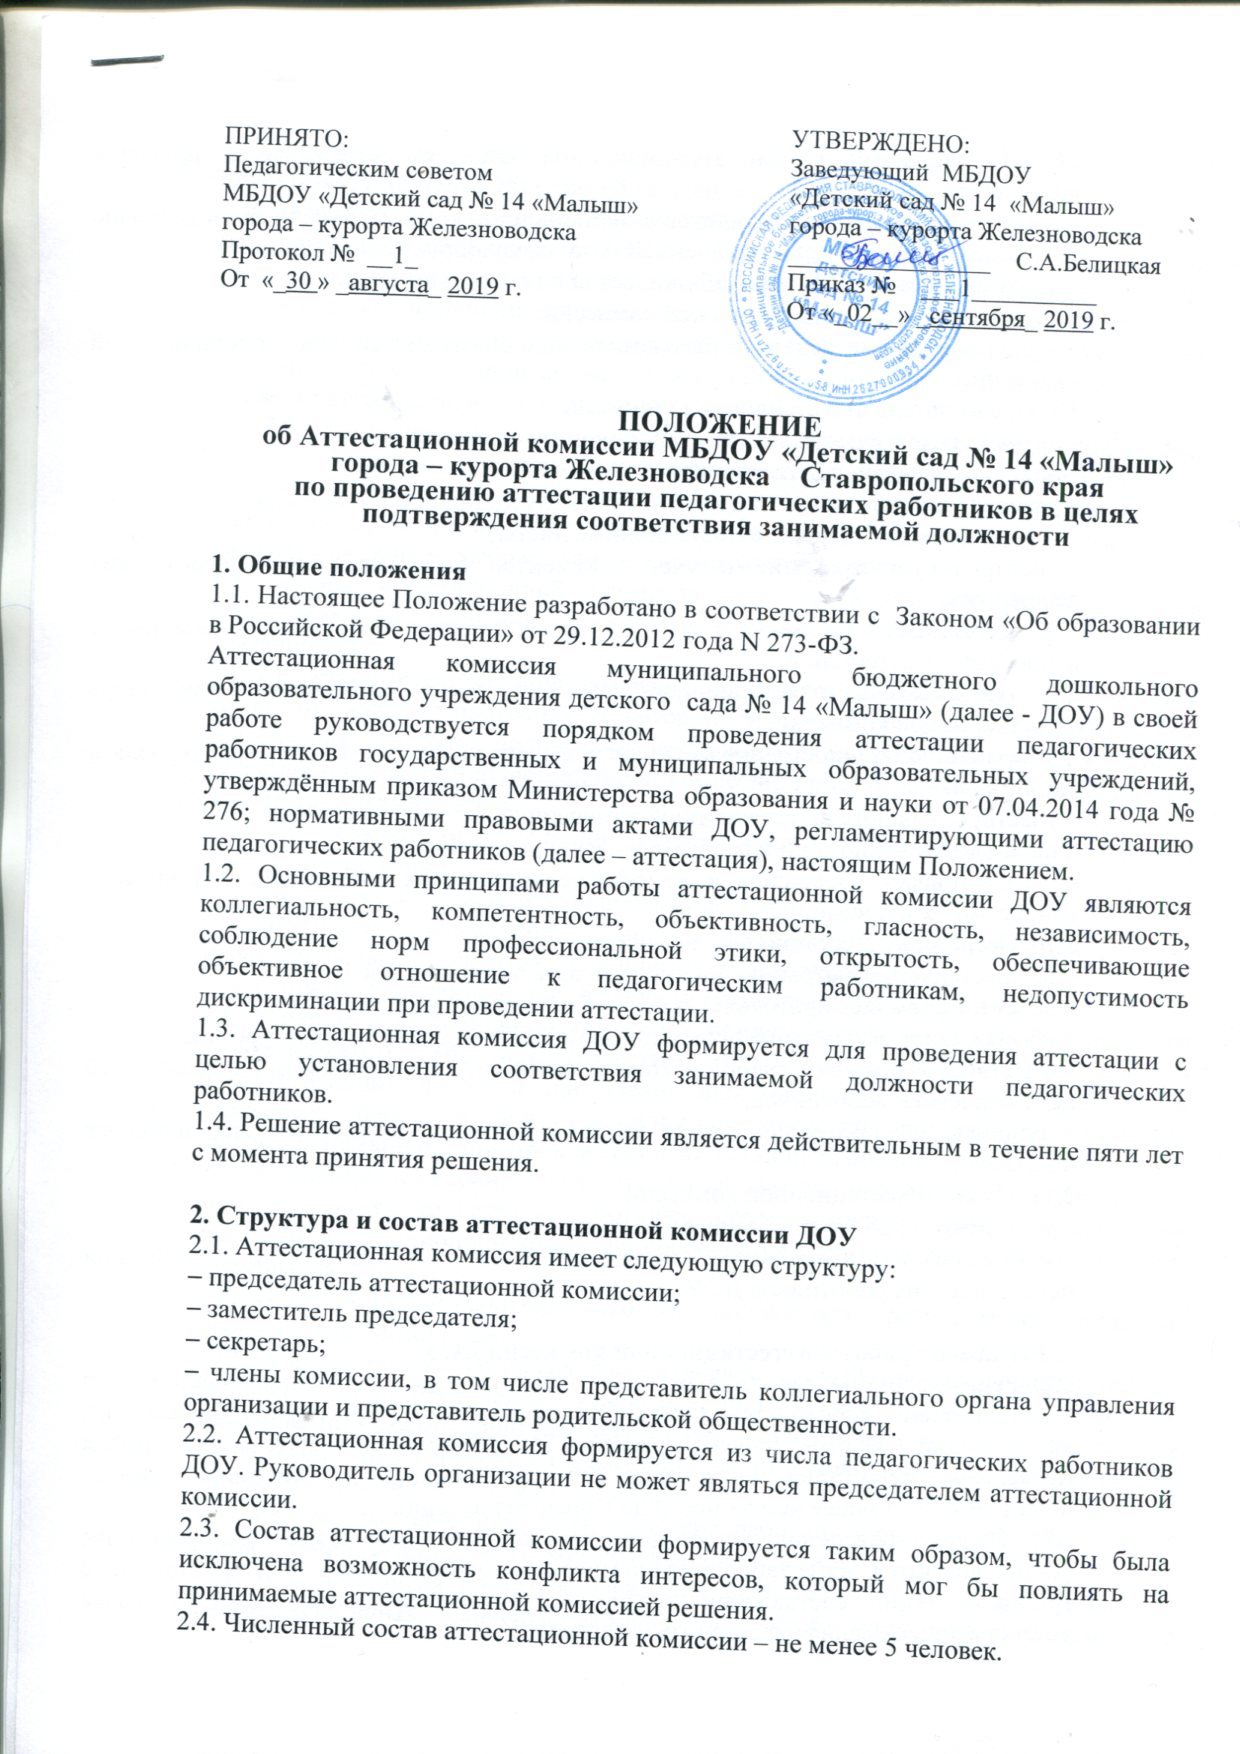 ПРИНЯТО:
Педагогическим советом
МБДОУ «Детский сад № 14 «Малыш»
города – курорта Железноводска
Протокол № __1_
От «_30_» _августа_ 2019 г.
УТВЕРЖДЕНО:
Заведующий МБДОУ
«Детский сад № 14 «Малыш»
города – курорта Железноводска
________________ С.А.Белицкая
Приказ № _____1__________
От «_02__» _сентября_ 2019 г.
МБДОУ
детский
сад № 14
"Малыш"
ПОЛОЖЕНИЕ
об Аттестационной комиссии МБДОУ «Детский сад № 14 «Малыш»
города – курорта Железноводска Ставропольского края
по проведению аттестации педагогических работников в целях
подтверждения соответствия занимаемой должности
1. Общие положения
1.1. Настоящее Положение разработано в соответствии с Законом «Об образовании
в Российской Федерации» от 29.12.2012 года N 273-ФЗ.
Аттестационная комиссия муниципального бюджетного дошкольного
образовательного учреждения детского сада № 14 «Малыш» (далее - ДОУ) в своей
работе руководствуется порядком проведения аттестации педагогических
работников государственных и муниципальных образовательных учреждений,
утверждённым приказом Министерства образования и науки от 07.04.2014 года №
276; нормативными правовыми актами ДОУ, регламентирующими аттестацию
педагогических работников (далее – аттестация), настоящим Положением.
1.2. Основными принципами работы аттестационной комиссии ДОУ являются
коллегиальность, компетентность, объективность, гласность, независимость,
соблюдение норм профессиональной этики, открытость, обеспечивающие
объективное отношение к педагогическим работникам, недопустимость
дискриминации при проведении аттестации.
1.3. Аттестационная комиссия ДОУ формируется для проведения аттестации с
целью установления соответствия занимаемой должности педагогических
работников.
1.4. Решение аттестационной комиссии является действительным в течение пяти лет
с момента принятия решения.
2. Структура и состав аттестационной комиссии ДОУ
2.1. Аттестационная комиссия имеет следующую структуру:
– председатель аттестационной комиссии;
– заместитель председателя;
– секретарь;
– члены комиссии, в том числе представитель коллегиального органа управления
организации и представитель родительской общественности.
2.2. Аттестационная комиссия формируется из числа педагогических работников
ДОУ. Руководитель организации не может являться председателем аттестационной
комиссии.
2.3. Состав аттестационной комиссии формируется таким образом, чтобы была
исключена возможность конфликта интересов, который мог бы повлиять на
принимаемые аттестационной комиссией решения.
2.4. Численный состав аттестационной комиссии – не менее 5 человек.